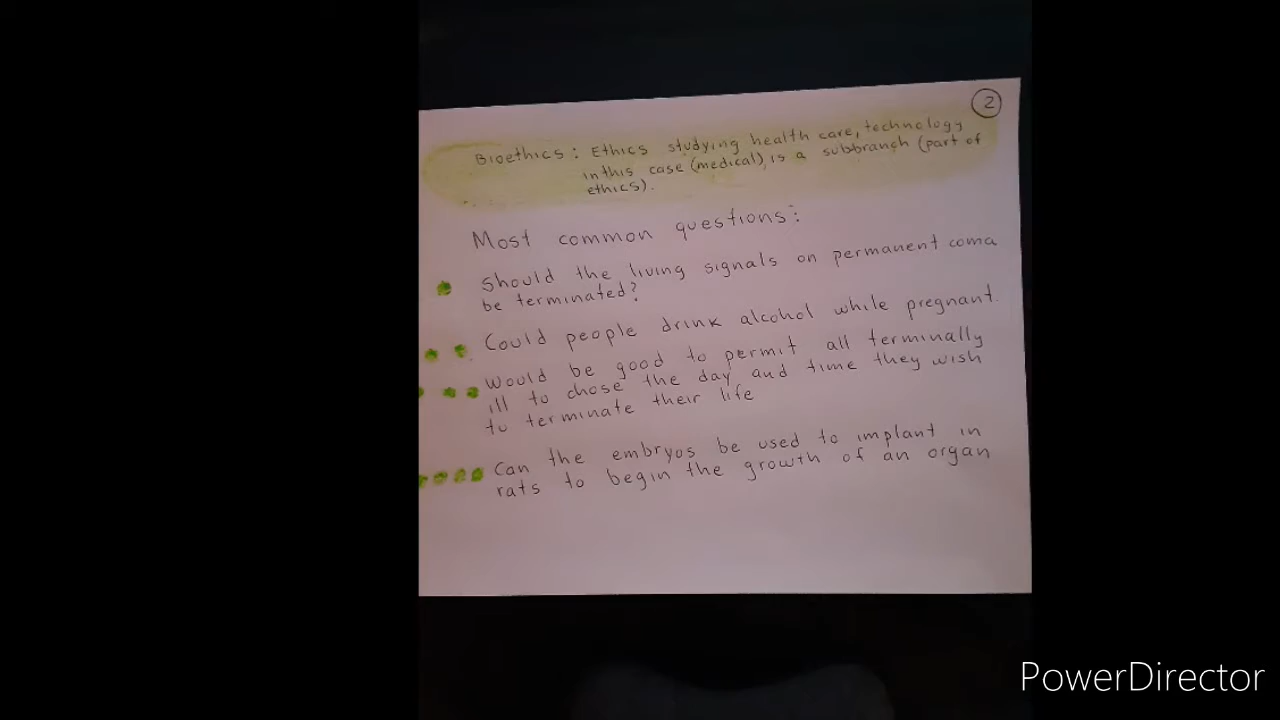 2
Bioethics: Ethics studying health care, technology
in this case (medical), is a subbranch (part of
ethics).
Most common questions:
Should the living signals on permanent coma
be terminated?
Could people drink alcohol while pregnant.
Would be good to permit all terminally
ill to chose the day and time they wish
to terminate their life
Can the embryos be used to implant in
rats to begin the growth of an organ
PowerDirector